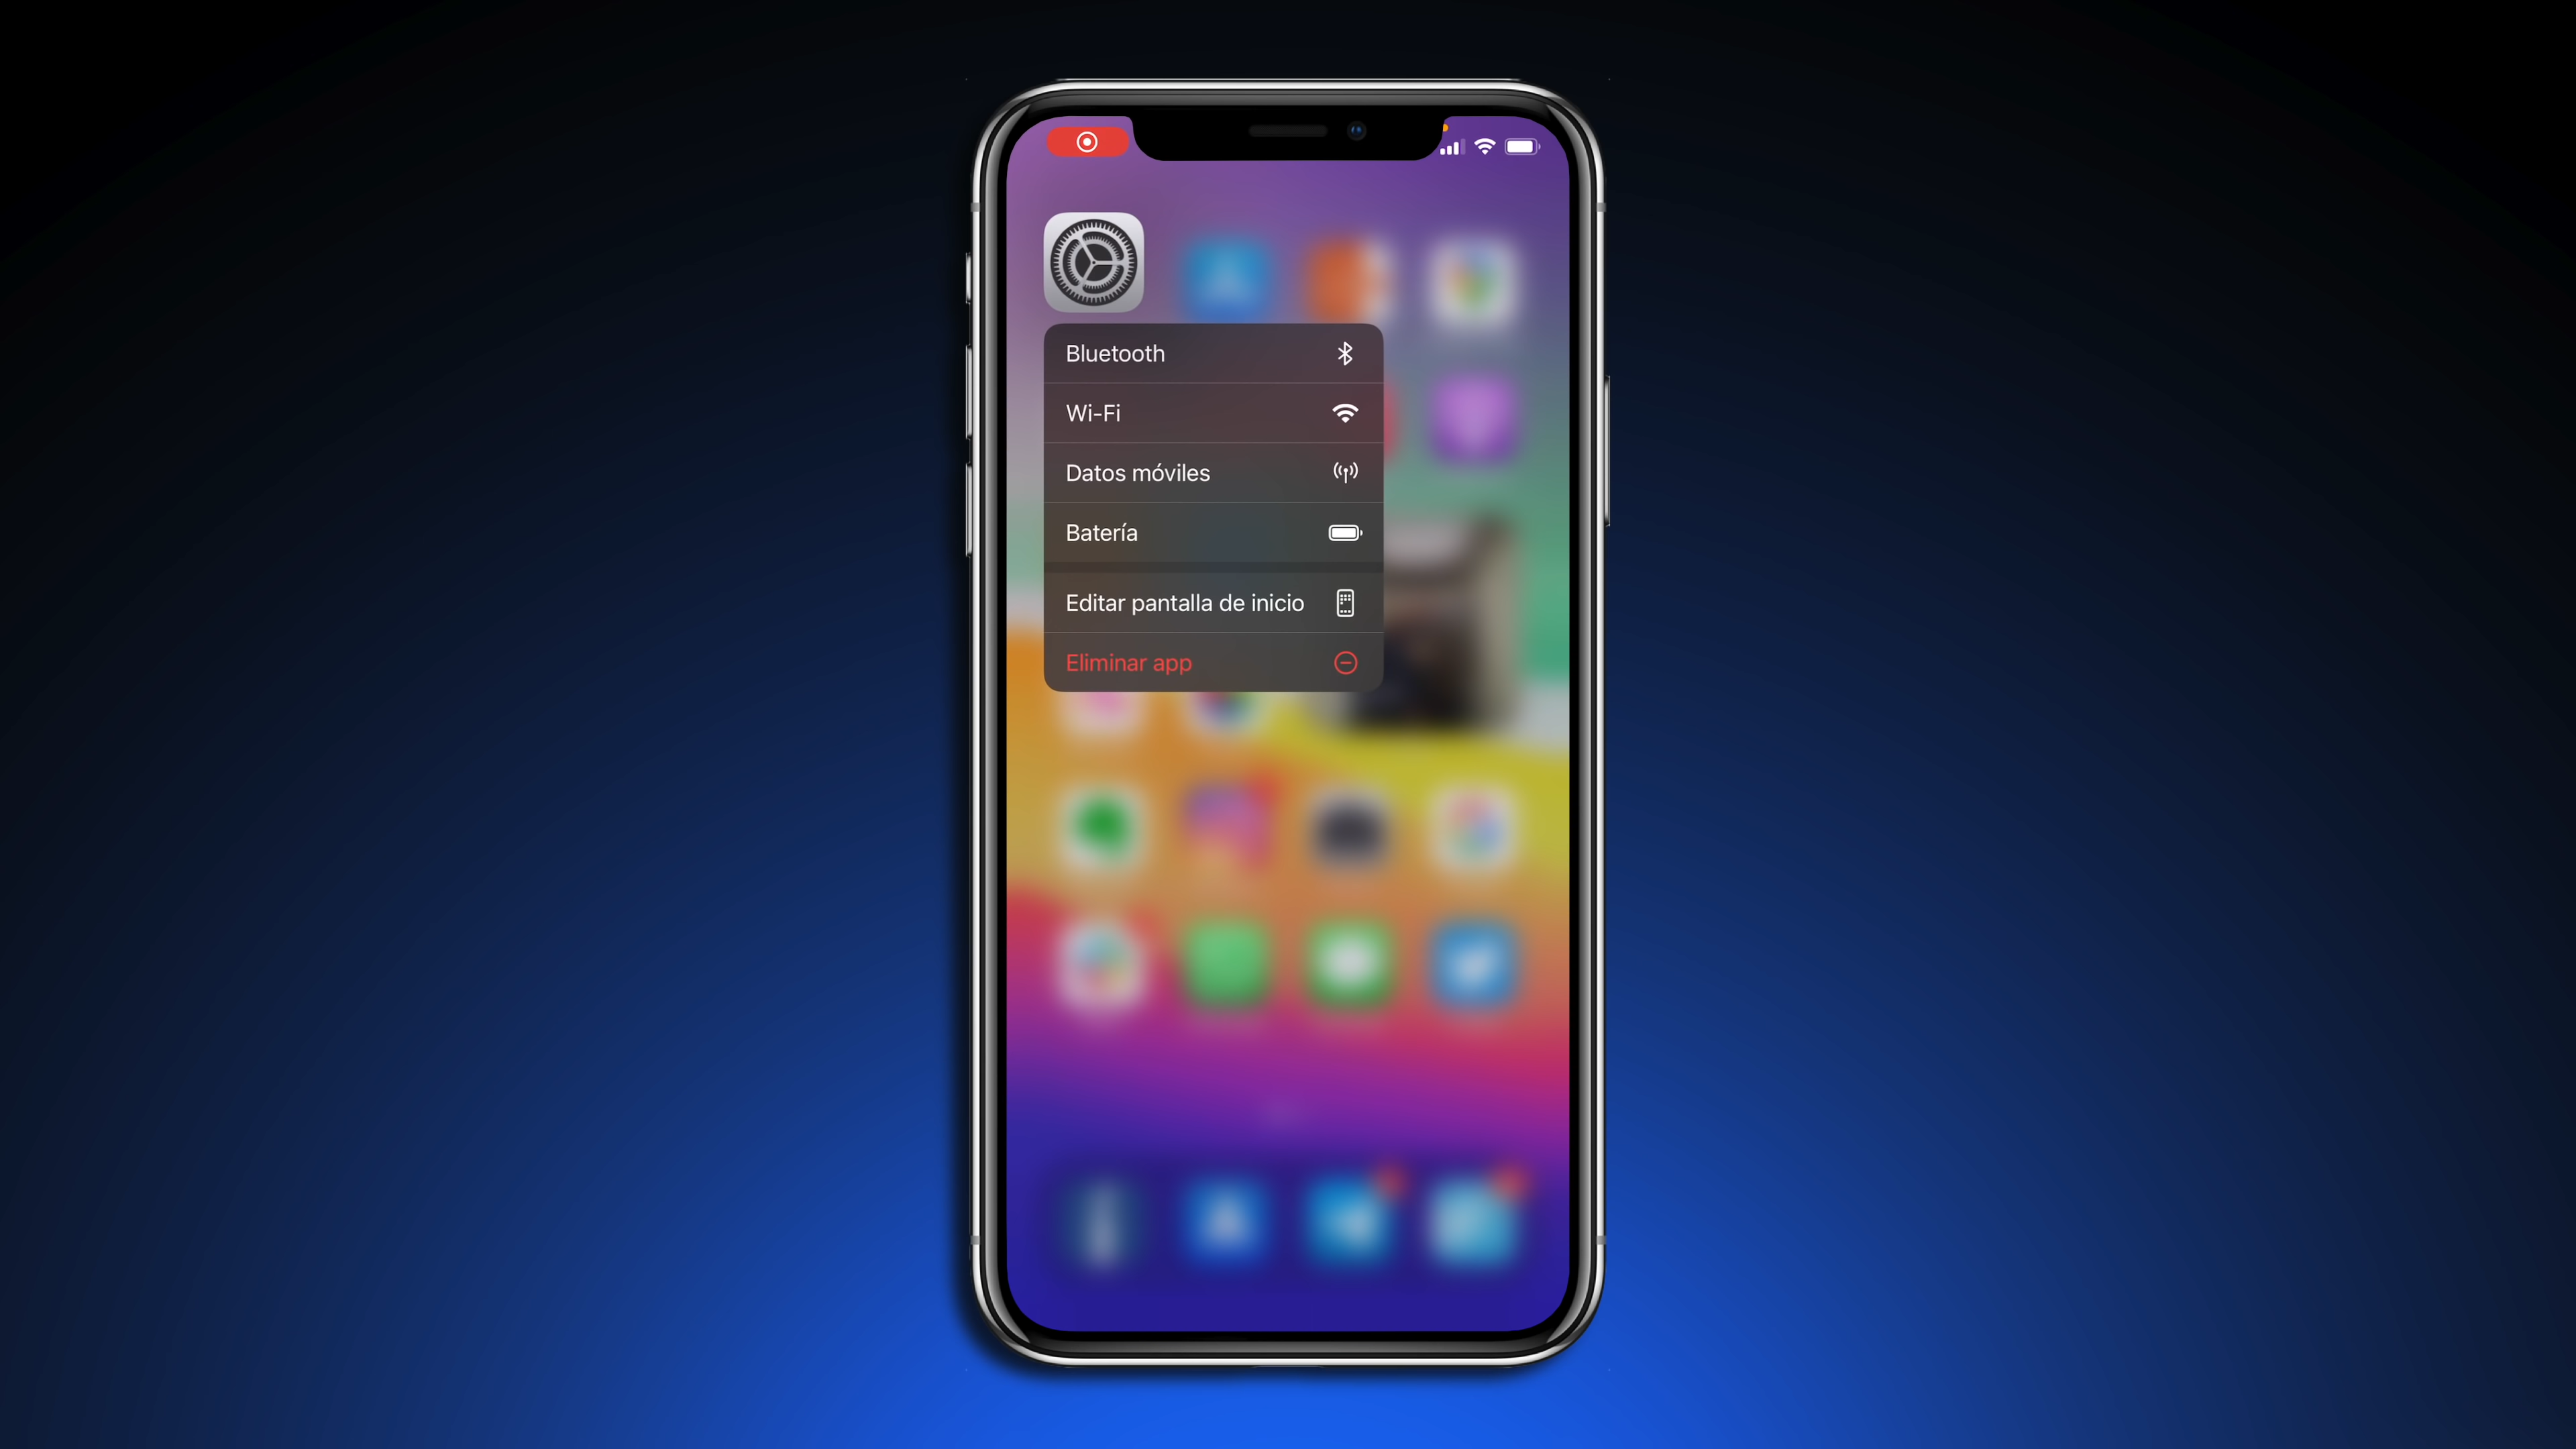 Bluetooth
Wi-Fi
Datos móviles
Batería
Editar pantalla de inicio
Eliminar app